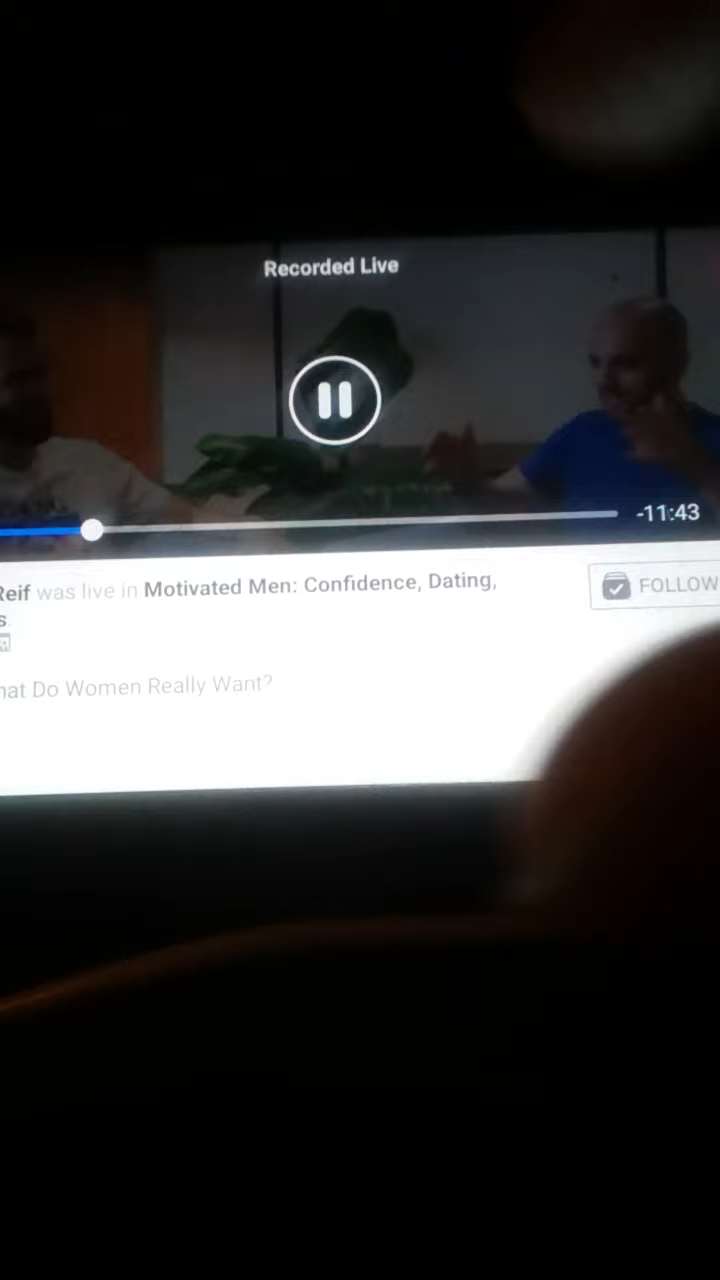 Recorded Live
-11:43
Reif was live in Motivated Men: Confidence, Dating,
FOLLOW
s.
hat Do Women Really Want?